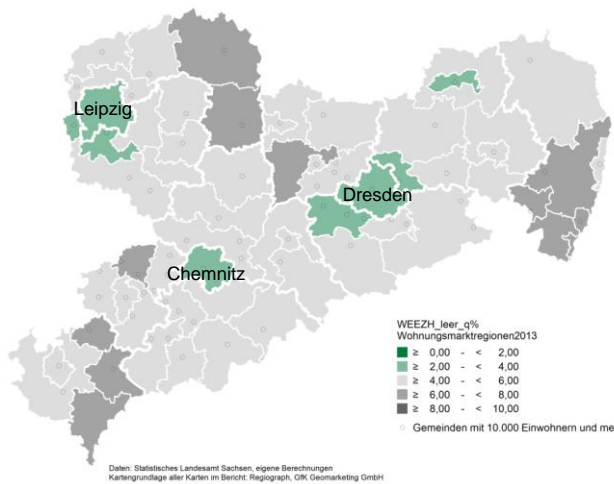 Leipzig
Dresden
Chemnitz
WEEZH_leer_q%
Wohnungsmarktregionen2013
≥ 0,00 - < 2,00
≥ 2,00 - < 4,00
≥ 4,00 - < 6,00
≥ 6,00 - < 8,00
≥ 8,00 - < 10,00
Gemeinden mit 10.000 Einwohnern und me
Daten: Statistisches Landesamt Sachsen, eigene Berechnungen
Kartengrundlage aller Karten im Bericht: Regiograph, GfK Geomarketing GmbH